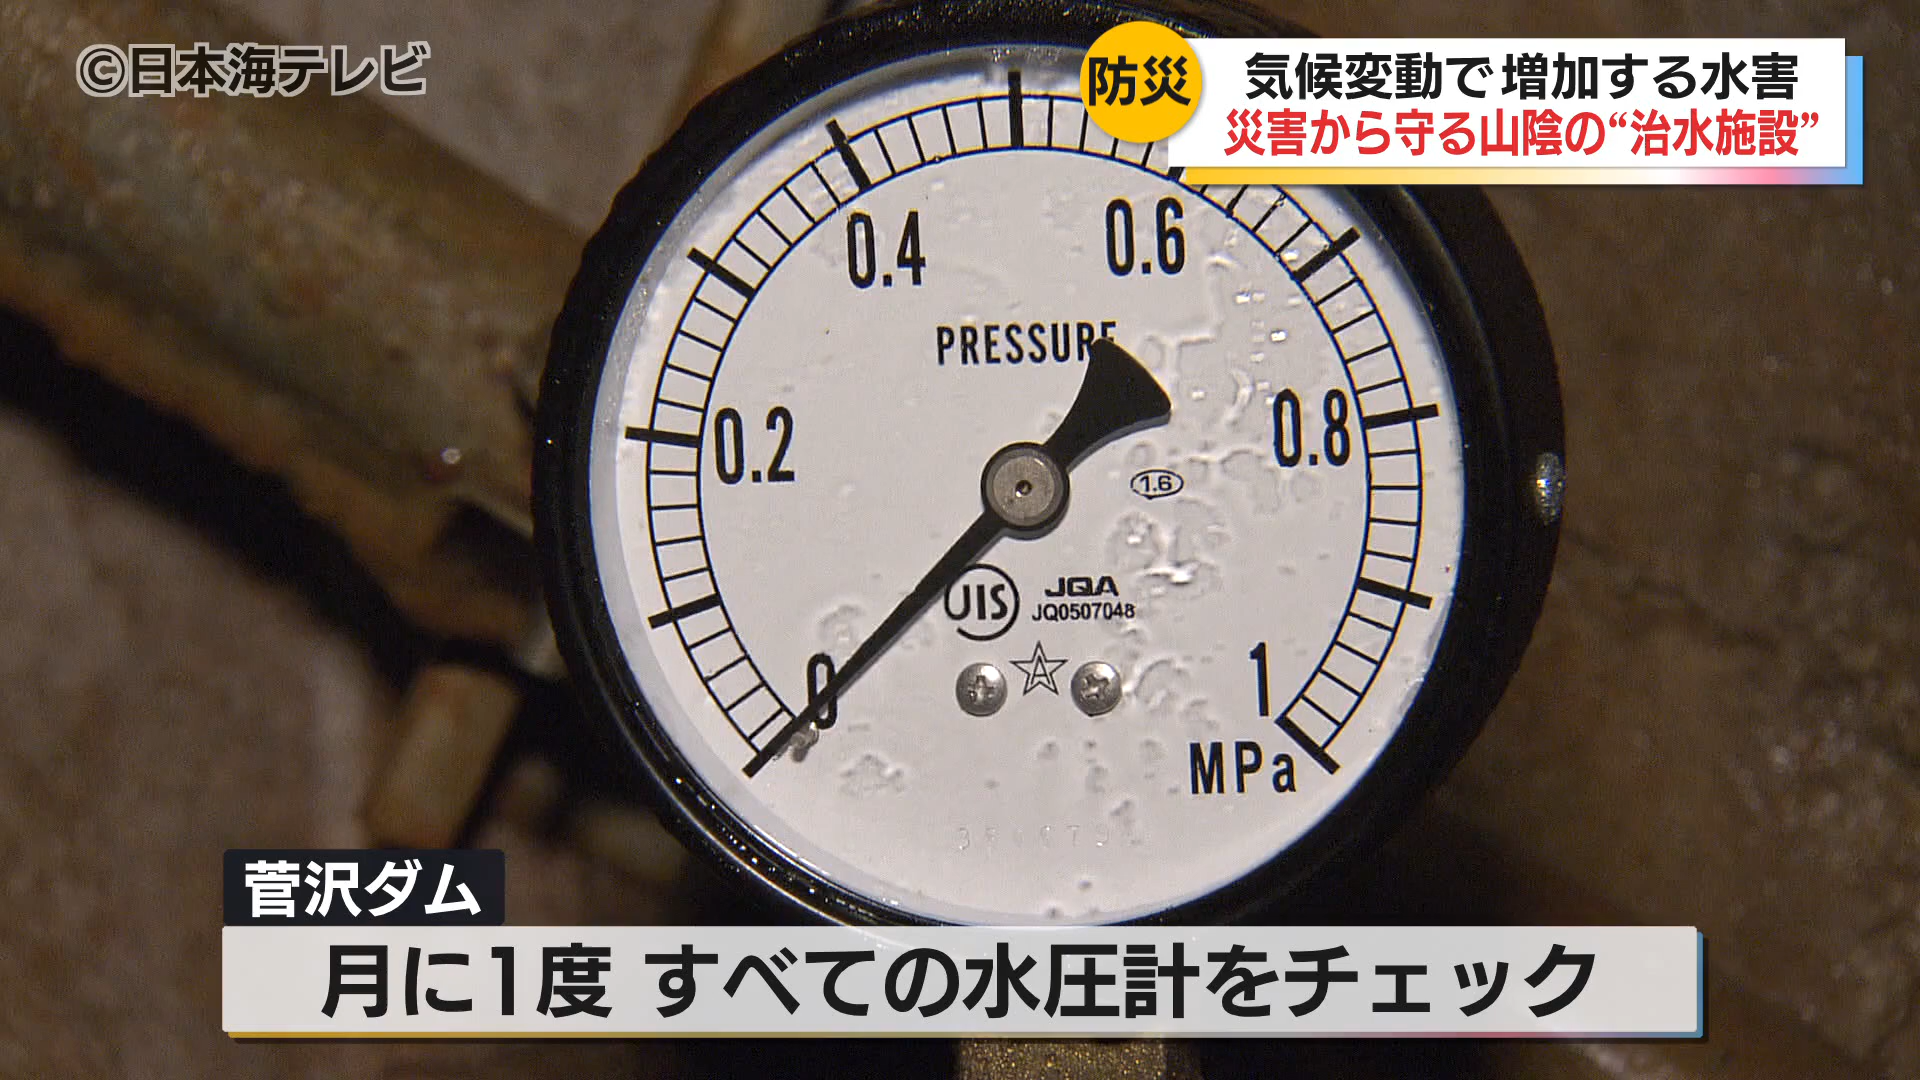 ©日本海テレビ
防災
気候変動で増加する水害
災害から守る山陰の“治水施設”
0.4
0.6
PRESSURE
0.2
0.8
1.6
JIS
JQA
JQ0507048
A
0
1
MPa
菅沢ダム
月に1度 すべての水圧計をチェック